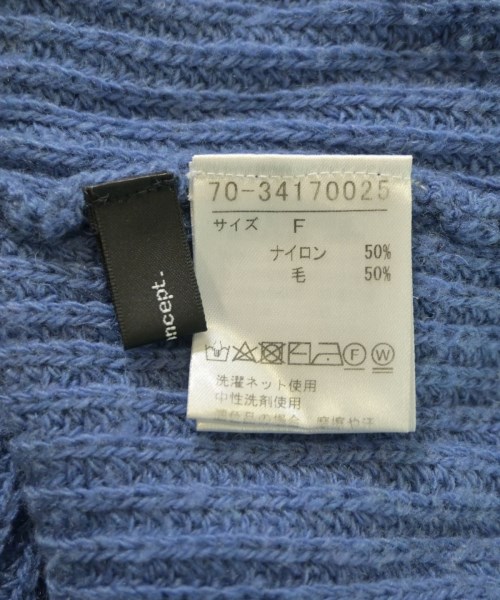 70-34170025
サイズ F
ナイロン 50%
毛 50%
F W
洗濯ネット使用
中性洗剤使用
oncept.